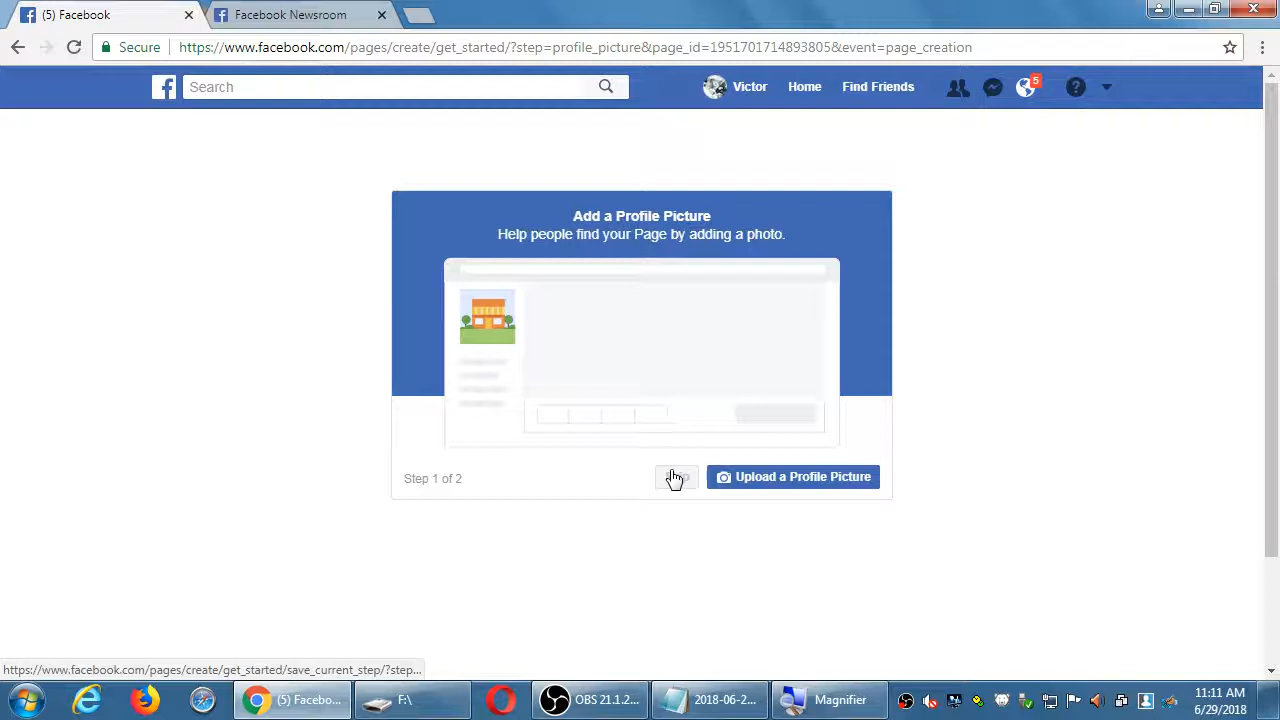 (5) Facebook
Facebook Newsroom
Secure
https://www.facebook.com/pages/create/get_started/?step=profile_picture&page_id=1951701714893805&event=page_creation
Search
Victor
Home
Find Friends
5
?
Add a Profile Picture
Help people find your Page by adding a photo.
Step 1 of 2
Upload a Profile Picture
https://www.facebook.com/pages/create/get_started/save_current_step/?step...
(5) Facebo...
F:\
OBS 21.1.2...
2018-06-2...
Magnifier
11:11 AM
6/29/2018